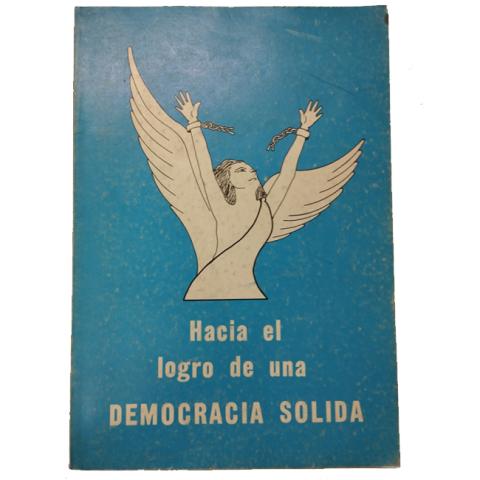 Hacia el
logro de una
DEMOCRACIA SOLIDA